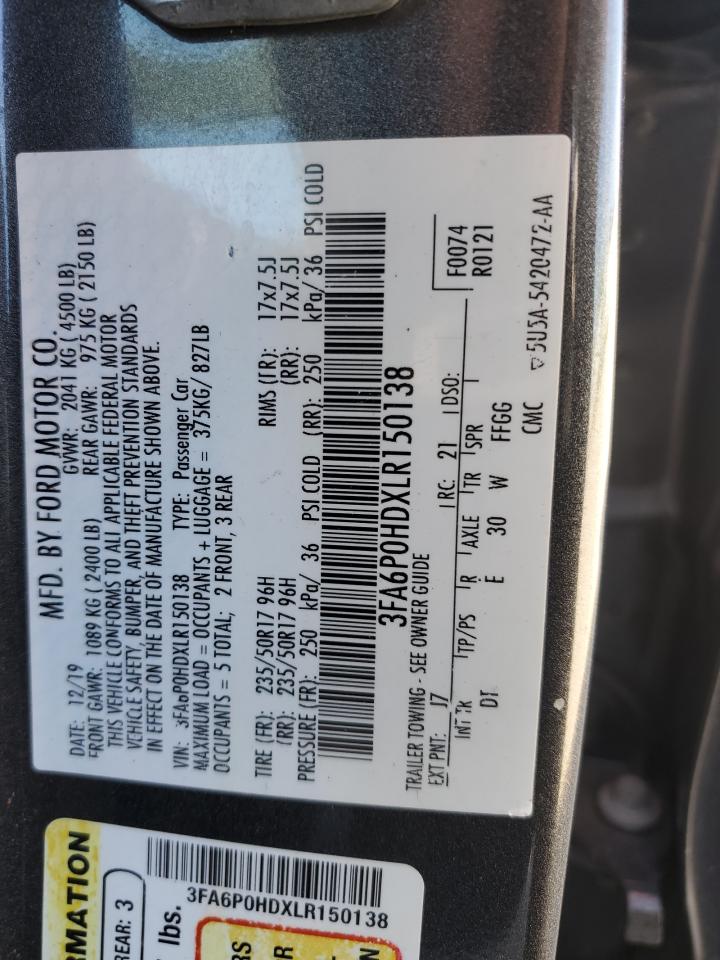 MFD. BY FORD MOTOR CO.
DATE: 12/19 GVWR: 2041 KG ( 4500 LB)
FRONT GAWR: 1089 KG ( 2400 LB) REAR GAWR: 975 KG ( 2150 LB)
THIS VEHICLE CONFORMS TO ALL APPLICABLE FEDERAL MOTOR
VEHICLE SAFETY, BUMPER, AND THEFT PREVENTION STANDARDS
IN EFFECT ON THE DATE OF MANUFACTURE SHOWN ABOVE.
VIN: 3FA6P0HDXLR150138 TYPE: Passenger Car
MAXIMUM LOAD = OCCUPANTS + LUGGAGE = 375KG/ 827LB
OCCUPANTS = 5 TOTAL; 2 FRONT, 3 REAR
TIRE (FR): 235/50R17 96H RIMS (FR): 17x7.5J
(RR): 235/50R17 96H (RR): 17x7.5J
PRESSURE (FR): 250 kPa/ 36 PSI COLD (RR): 250 kPa/ 36 PSI COLD
3FA6P0HDXLR150138
TRAILER TOWING - SEE OWNER GUIDE F0074
R0121
EXT PNT: J7 RC: 21 DSO:
INT TR TP/PS R AXLE TR SPR
DT E 30 W FFGG
CMC 5U5A-5420472-AA
RMATION
REAR: 3
3FA6P0HDXLR150138
lbs.